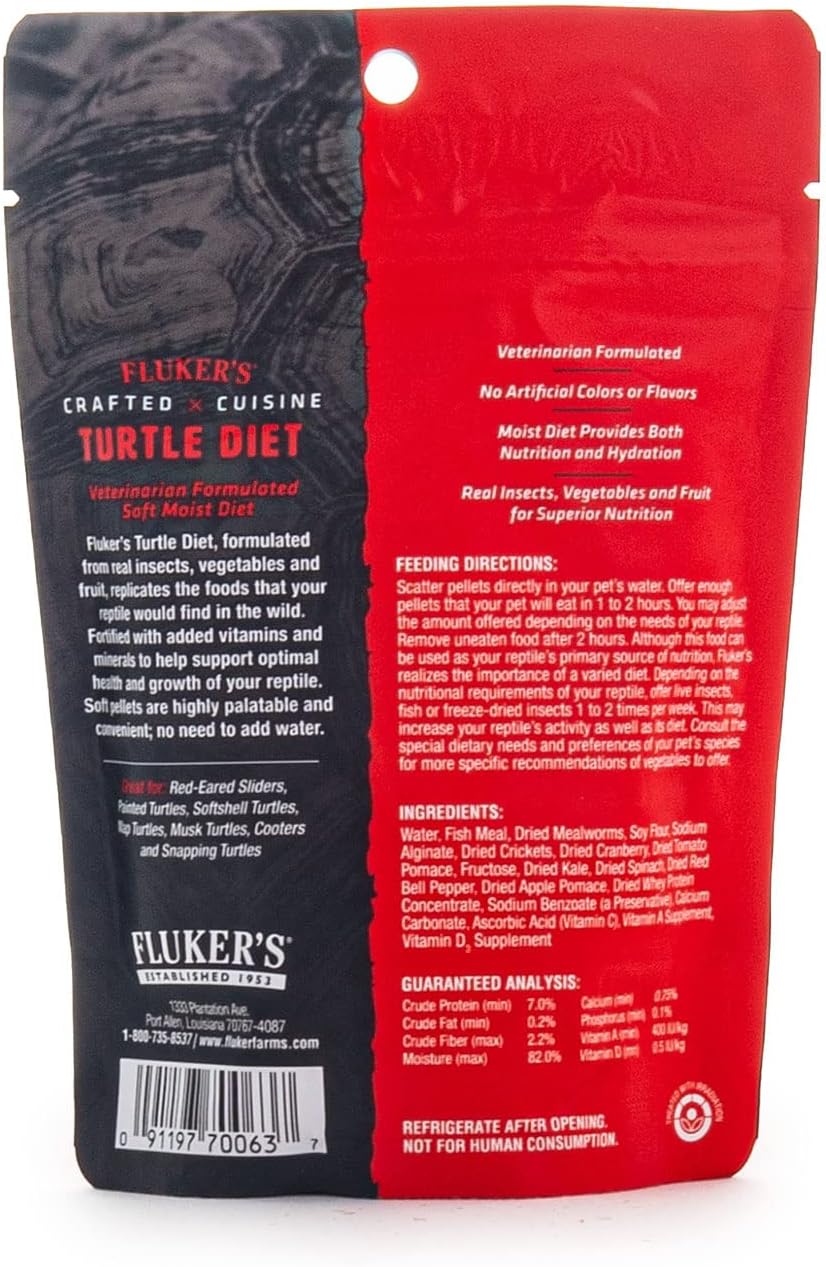 FLUKER'S®
CRAFTED × CUISINE
TURTLE DIET
Veterinarian Formulated
Soft Moist Diet
Fluker's Turtle Diet, formulated
from real insects, vegetables and
fruit, replicates the foods that your
reptile would find in the wild.
Fortified with added vitamins and
minerals to help support optimal
health and growth of your reptile.
Soft pellets are highly palatable and
convenient; no need to add water.
Great for: Red-Eared Sliders,
Painted Turtles, Softshell Turtles,
Map Turtles, Musk Turtles, Cooters
and Snapping Turtles
FLUKER'S®
ESTABLISHED 1953
1333 Plantation Ave.
Port Allen, Louisiana 70767-4087
1-800-735-8537 / www.flukerfarms.com
0 91197 70063 7
Veterinarian Formulated
No Artificial Colors or Flavors
Moist Diet Provides Both
Nutrition and Hydration
Real Insects, Vegetables and Fruit
for Superior Nutrition
FEEDING DIRECTIONS:
Scatter pellets directly in your pet's water. Offer enough
pellets that your pet will eat in 1 to 2 hours. You may adjust
the amount offered depending on the needs of your reptile.
Remove uneaten food after 2 hours. Although this food can
be used as your reptile's primary source of nutrition, Fluker's
realizes the importance of a varied diet. Depending on the
nutritional requirements of your reptile, offer live insects,
fish or freeze-dried insects 1 to 2 times per week. This may
increase your reptile's activity as well as its diet. Consult the
special dietary needs and preferences of your pet's species
for more specific recommendations of vegetables to offer.
INGREDIENTS:
Water, Fish Meal, Dried Mealworms, Soy Flour, Sodium
Alginate, Dried Crickets, Dried Cranberry, Dried Tomato
Pomace, Fructose, Dried Kale, Dried Spinach, Dried Red
Bell Pepper, Dried Apple Pomace, Dried Whey Protein
Concentrate, Sodium Benzoate (a Preservative), Calcium
Carbonate, Ascorbic Acid (Vitamin C), Vitamin A Supplement,
Vitamin D3 Supplement
GUARANTEED ANALYSIS:
Crude Protein (min) 7.0% Calcium (min) 0.75%
Crude Fat (min) 0.2% Phosphorus (min) 0.1%
Crude Fiber (max) 2.2% Vitamin A (min) 400 IU/kg
Moisture (max) 82.0% Vitamin D (min) 0.5 IU/kg
REFRIGERATE AFTER OPENING.
NOT FOR HUMAN CONSUMPTION.
TREATED WITH IRRADIATION